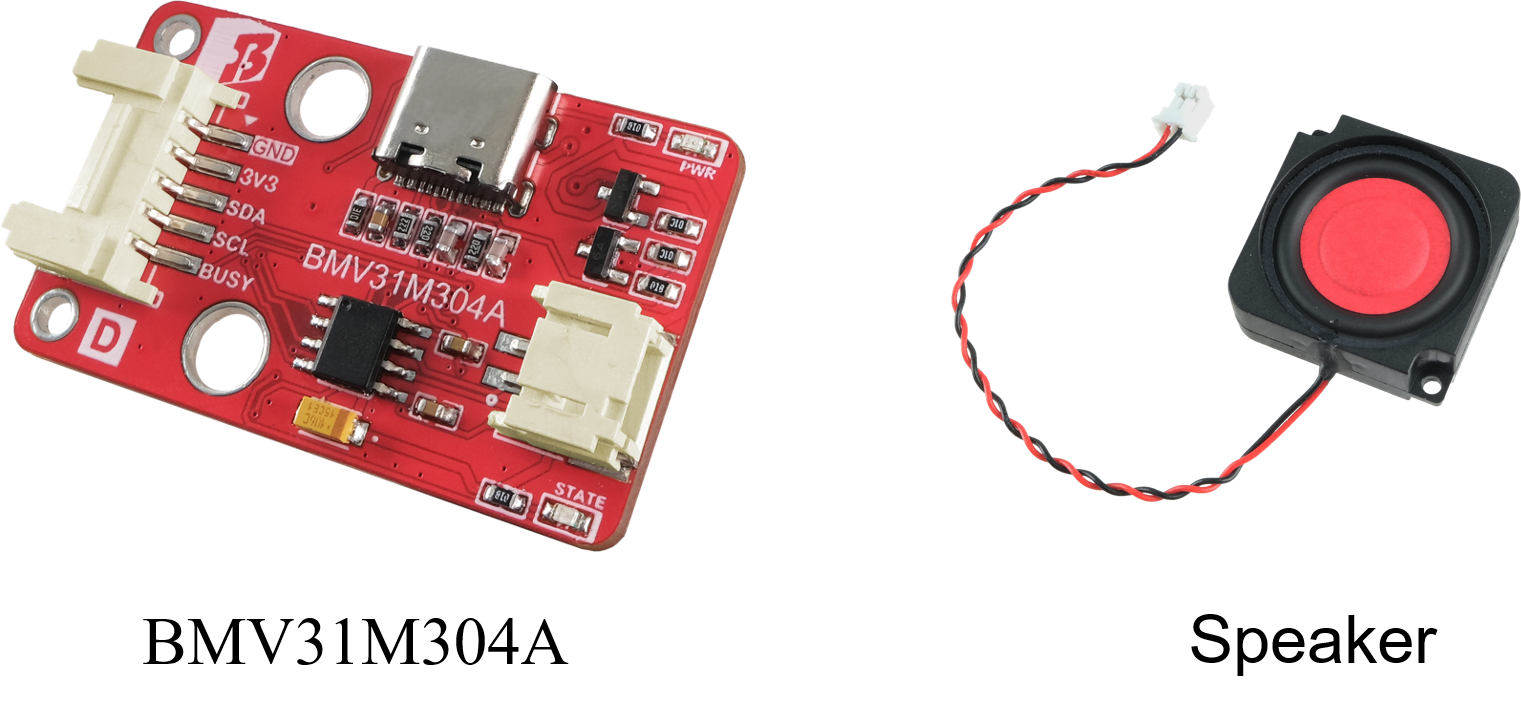 B
GND
3V3
SDA
SCL
BUSY
D
PWR
BMV31M304A
STATE
BMV31M304A
Speaker